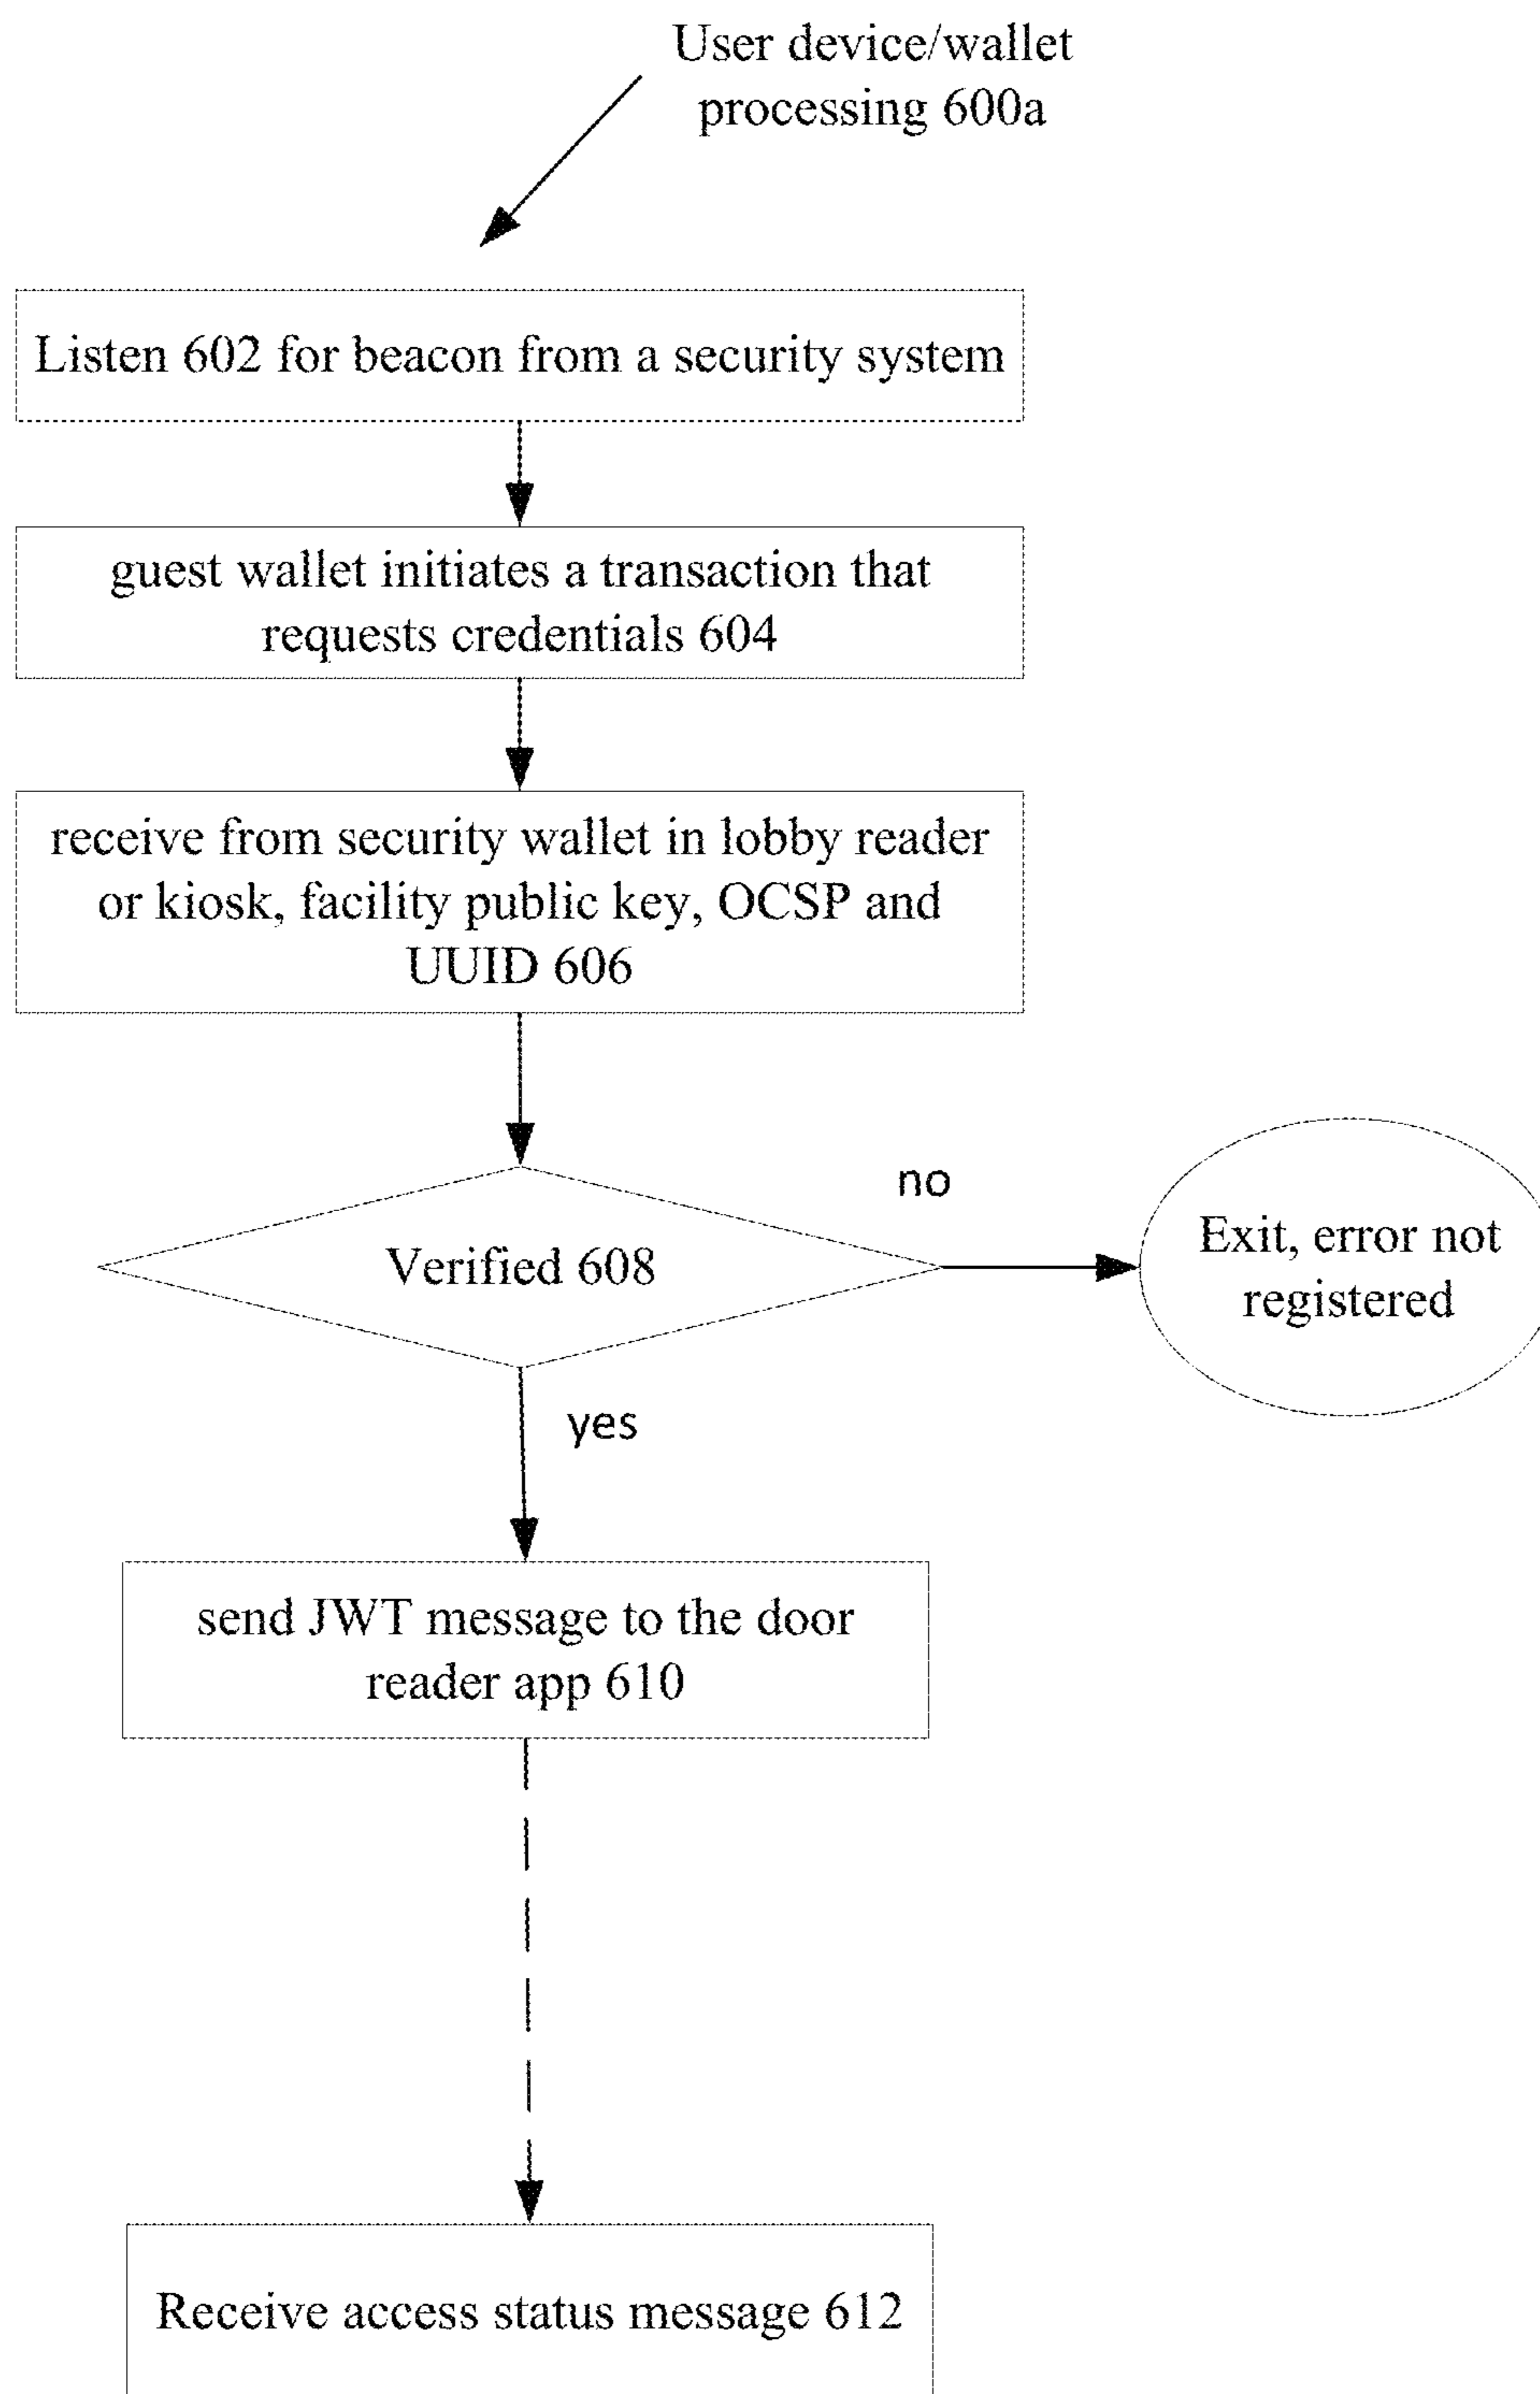 User device/wallet
processing 600a
Listen 602 for beacon from a security system
guest wallet initiates a transaction that
requests credentials 604
receive from security wallet in lobby reader
or kiosk, facility public key, OCSP and
UUID 606
no
Verified 608
Exit, error not
registered
yes
send JWT message to the door
reader app 610
Receive access status message 612